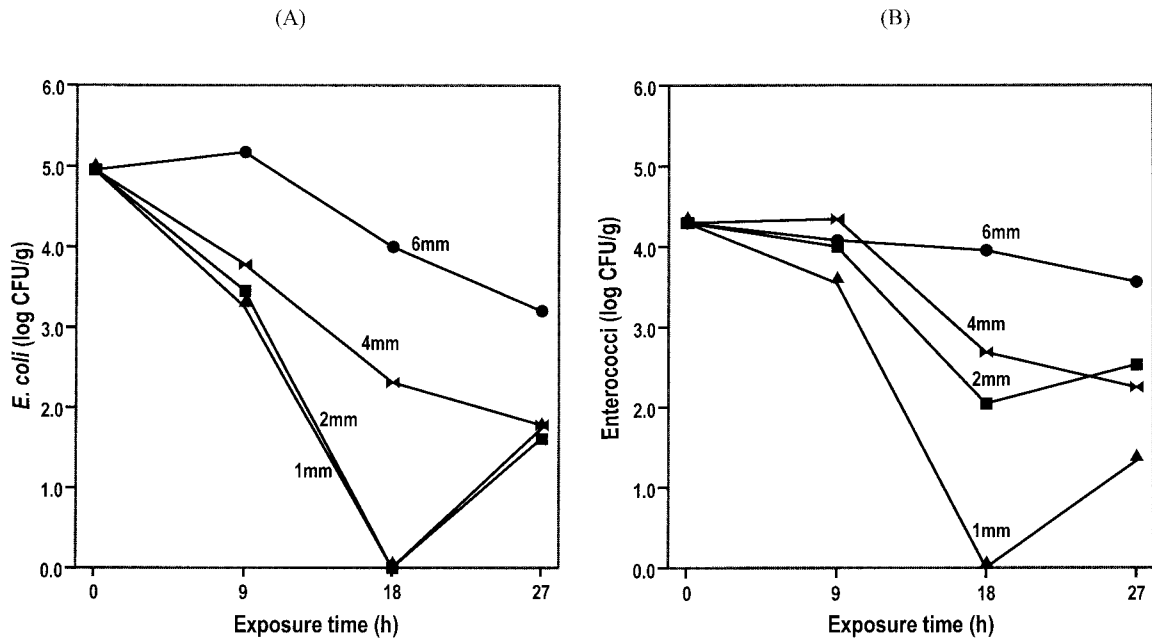 (A)
6.0
5.0
4.0
3.0
2.0
1.0
0.0
E. coli (log CFU/g)
6mm
4mm
2mm
1mm
0 9 18 27
Exposure time (h)
(B)
6.0
5.0
4.0
3.0
2.0
1.0
0.0
Enterococci (log CFU/g)
6mm
4mm
2mm
1mm
0 9 18 27
Exposure time (h)